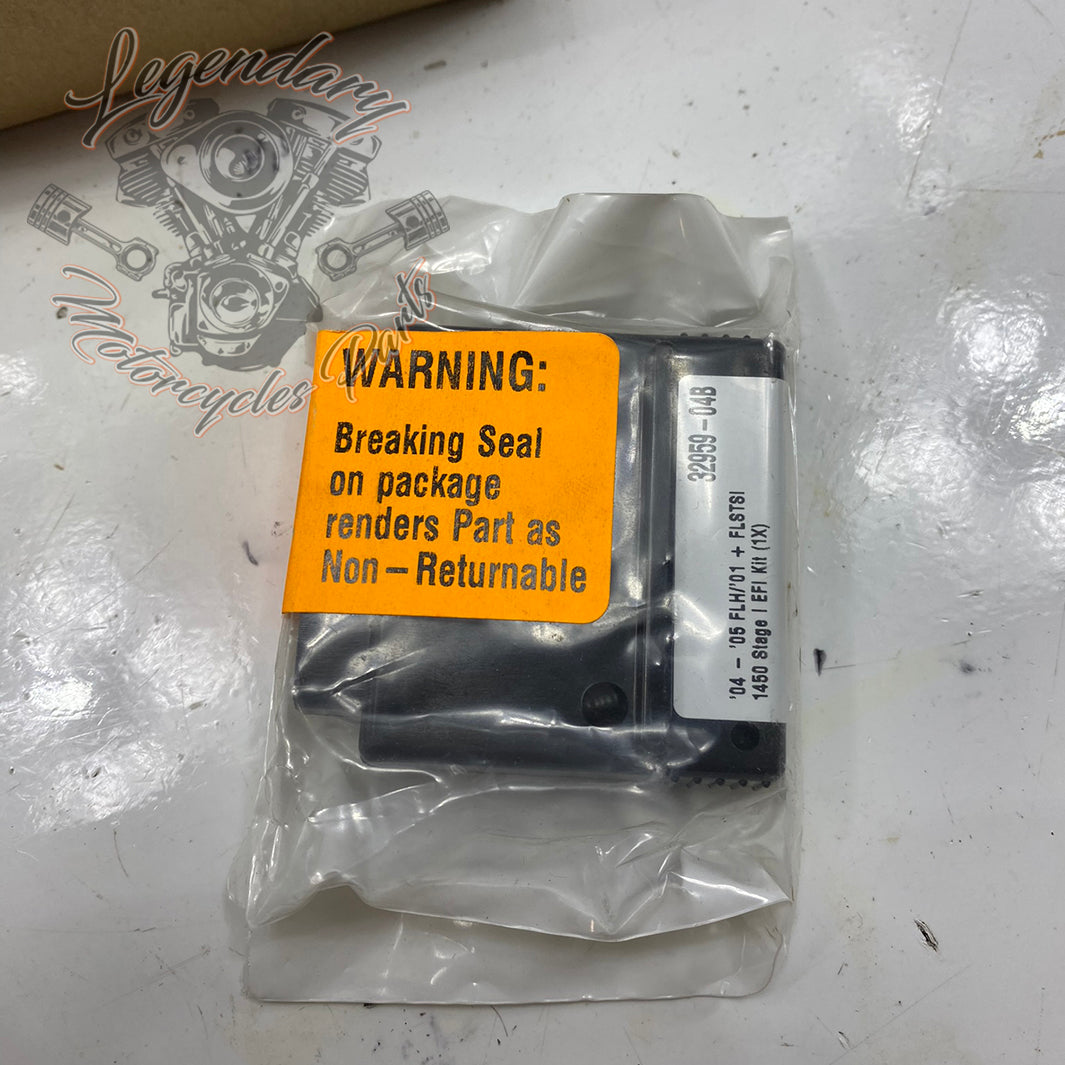 Legendary
Motorcycles Parts
WARNING:
Breaking Seal
on package
renders Part as
Non - Returnable
32959 - 04B
'04 - '05 FLH/'01 + FLSTSI
1450 Stage I EFI Kit (1X)